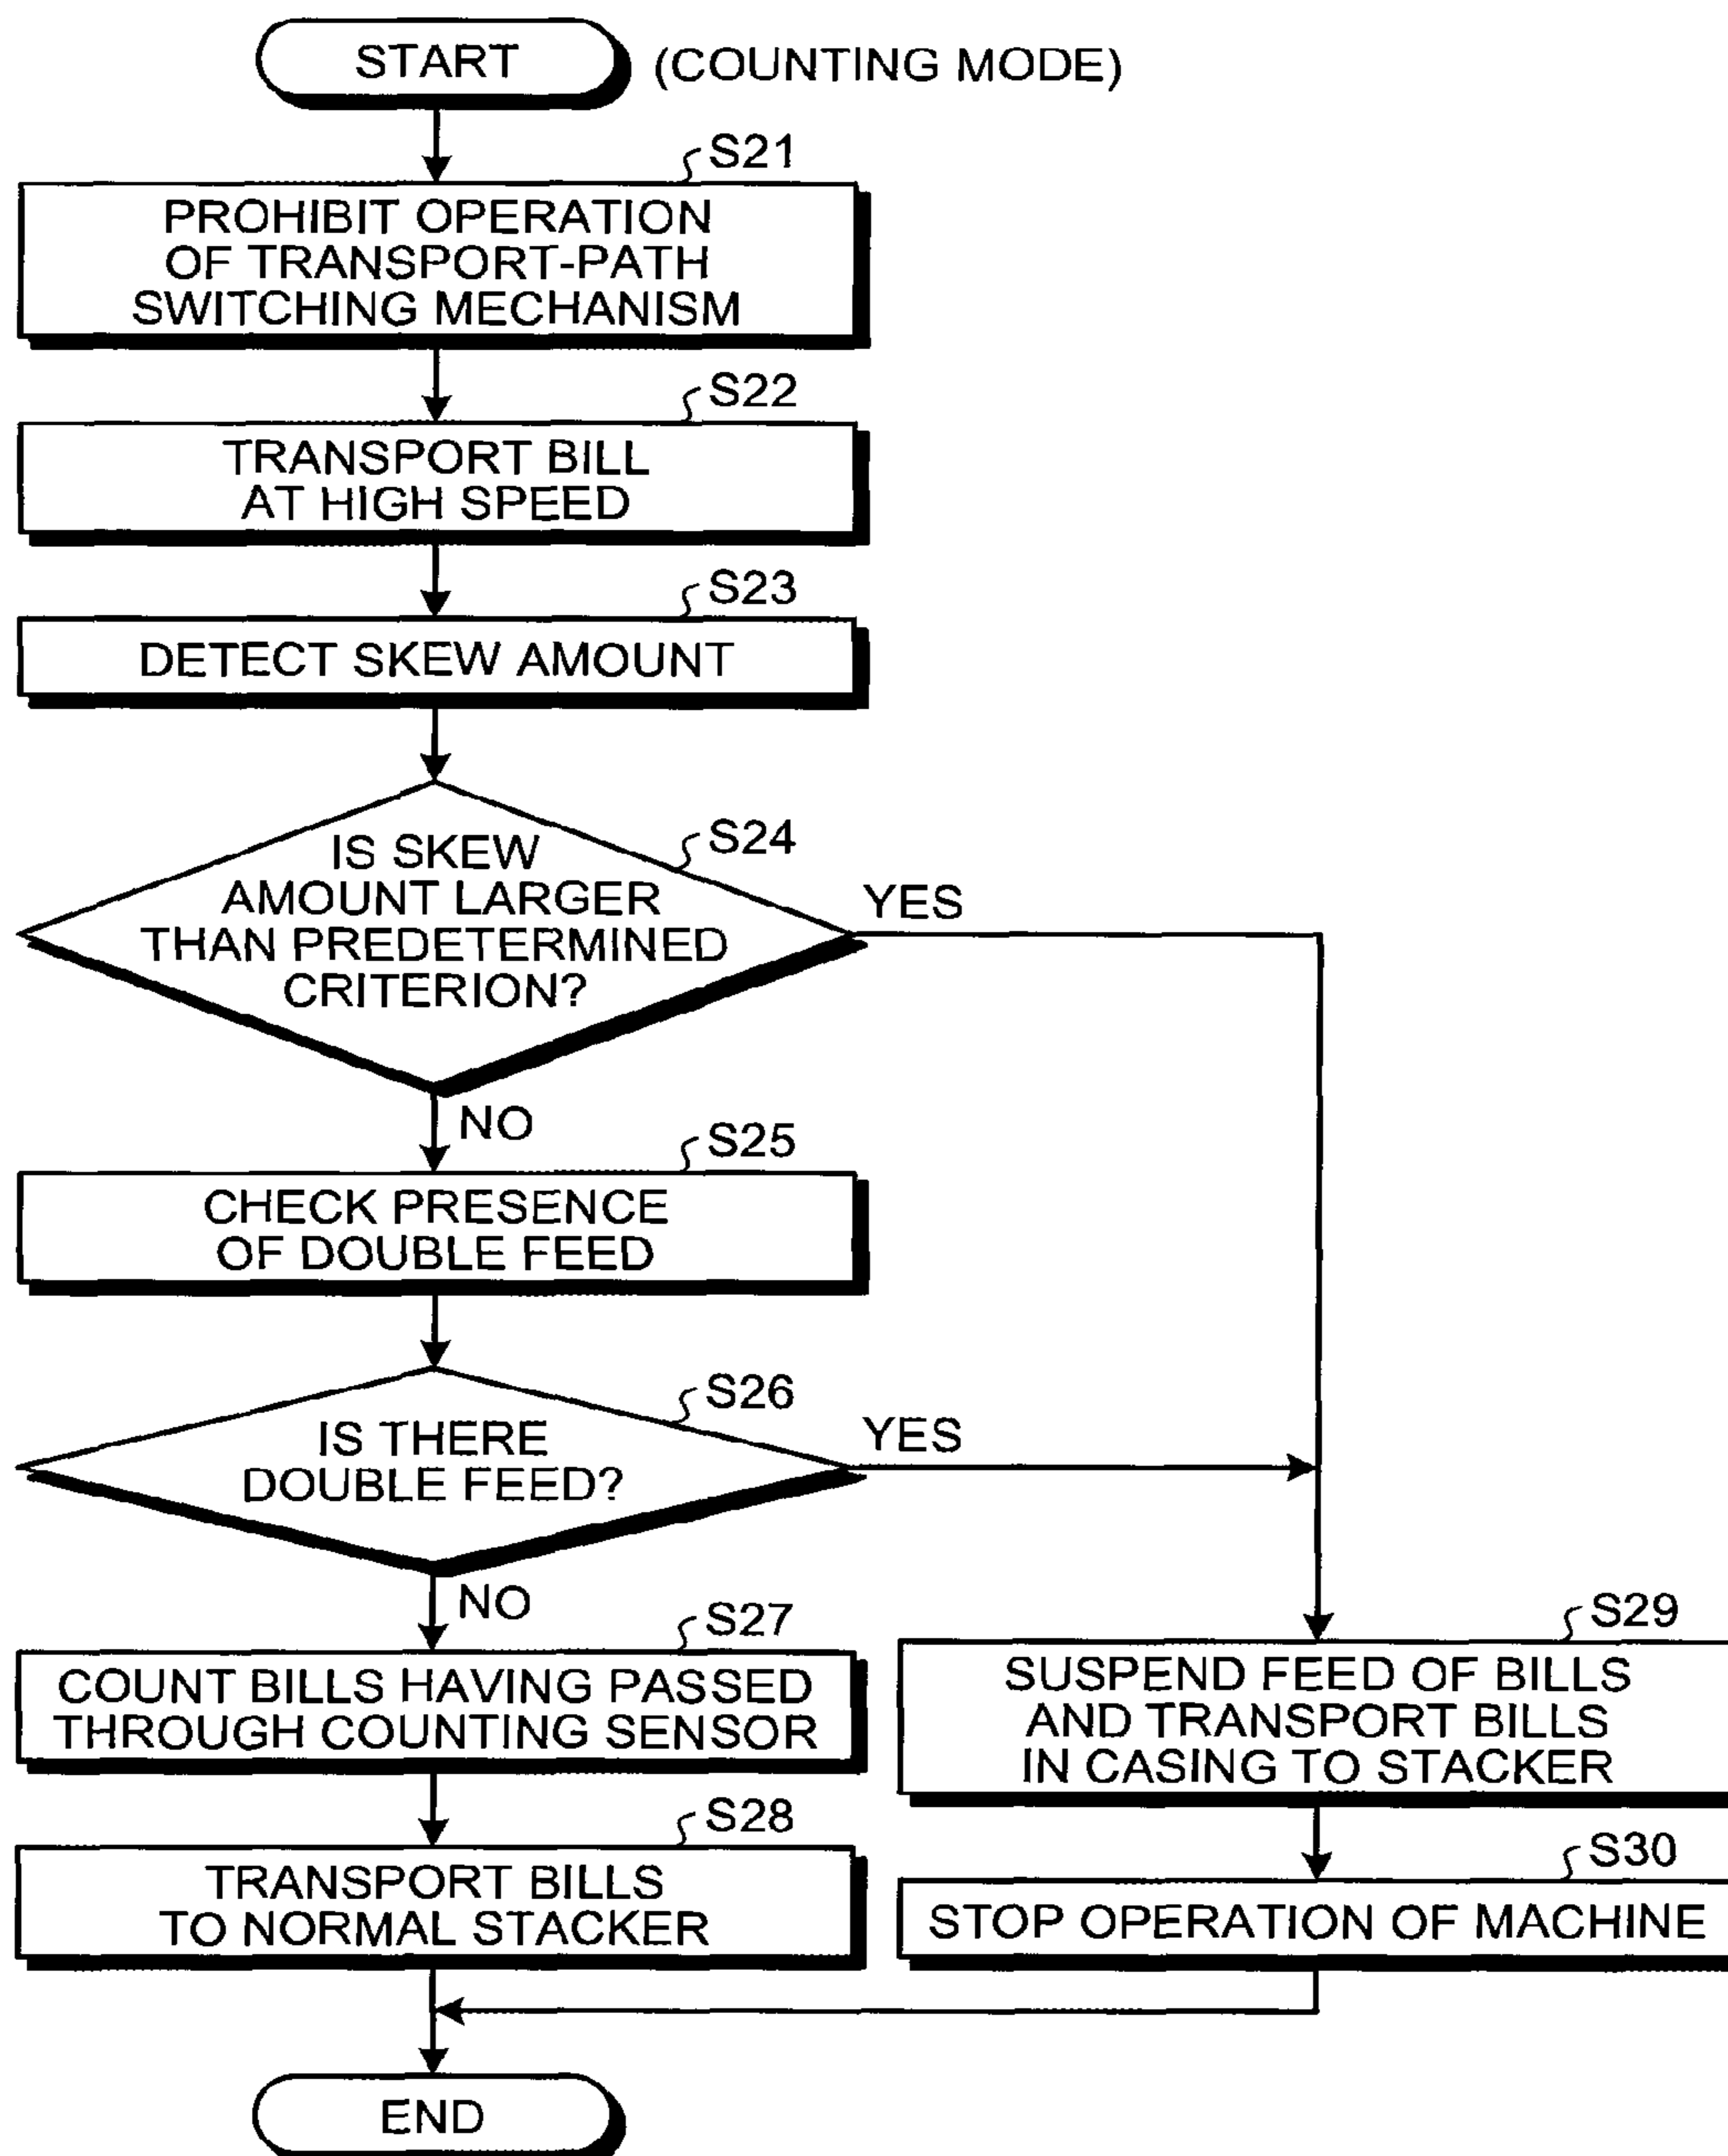 START
(COUNTING MODE)
S21
PROHIBIT OPERATION
OF TRANSPORT-PATH
SWITCHING MECHANISM
S22
TRANSPORT BILL
AT HIGH SPEED
S23
DETECT SKEW AMOUNT
S24
IS SKEW
AMOUNT LARGER
THAN PREDETERMINED
CRITERION?
YES
NO
S25
CHECK PRESENCE
OF DOUBLE FEED
S26
IS THERE
DOUBLE FEED?
YES
NO
S27
COUNT BILLS HAVING PASSED
THROUGH COUNTING SENSOR
S28
TRANSPORT BILLS
TO NORMAL STACKER
S29
SUSPEND FEED OF BILLS
AND TRANSPORT BILLS
IN CASING TO STACKER
S30
STOP OPERATION OF MACHINE
END